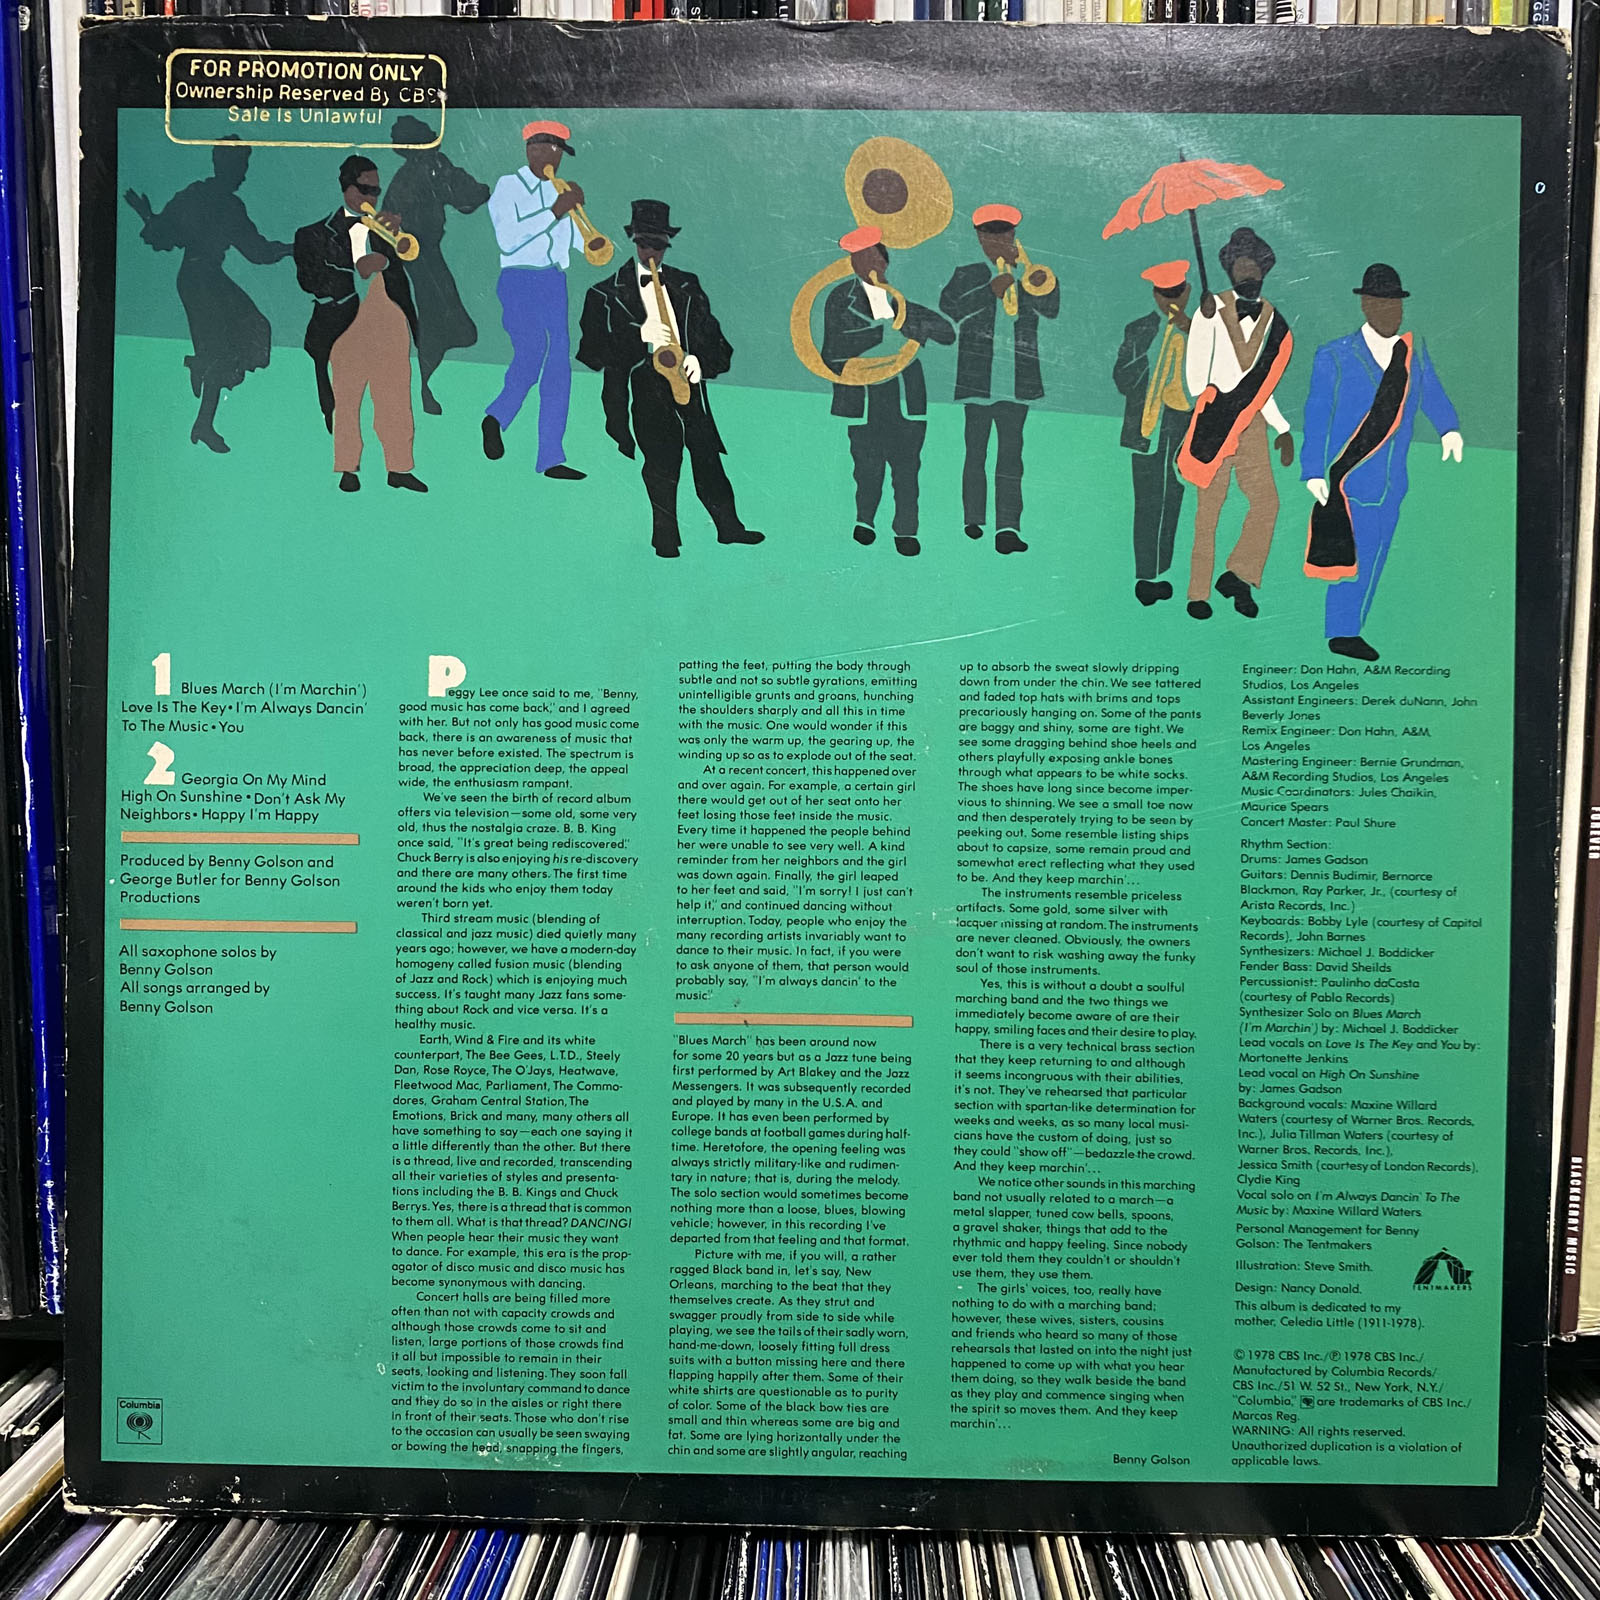 FOR PROMOTION ONLY
Ownership Reserved By CBS
Sale Is Unlawful
1 Blues March (I'm Marchin')
Love Is The Key • I'm Always Dancin'
To The Music • You
2 Georgia On My Mind
High On Sunshine • Don't Ask My
Neighbors • Happy I'm Happy
Produced by Benny Golson and
George Butler for Benny Golson
Productions
All saxophone solos by
Benny Golson
All songs arranged by
Benny Golson
Columbia
Peggy Lee once said to me, "Benny,
good music has come back," and I agreed
with her. But not only has good music come
back, there is an awareness of music that
has never before existed. The spectrum is
broad, the appreciation deep, the appeal
wide, the enthusiasm rampant.
We've seen the birth of record album
offers via television—some old, some very
old, thus the nostalgia craze. B. B. King
once said, "It's great being rediscovered."
Chuck Berry is also enjoying his re-discovery
and there are many others. The first time
around the kids who enjoy them today
weren't born yet.
Third stream music (blending of
classical and jazz music) died quietly many
years ago; however, we have a modern-day
homogeny called fusion music (blending
of Jazz and Rock) which is enjoying much
success. It's taught many Jazz fans some-
thing about Rock and vice versa. It's a
healthy music.
Earth, Wind & Fire and its white
counterpart, The Bee Gees, L.T.D., Steely
Dan, Rose Royce, The O'Jays, Heatwave,
Fleetwood Mac, Parliament, The Commo-
dores, Graham Central Station, The
Emotions, Brick and many, many others all
have something to say—each one saying it
a little differently than the other. But there
is a thread, live and recorded, transcending
all their varieties of styles and presenta-
tions including the B. B. Kings and Chuck
Berrys. Yes, there is a thread that is common
to them all. What is that thread? DANCING!
When people hear their music they want
to dance. For example, this era is the prop-
agator of disco music and disco music has
become synonymous with dancing.
Concert halls are being filled more
often than not with capacity crowds and
although those crowds come to sit and
listen, large portions of those crowds find
it all but impossible to remain in their
seats, looking and listening. They soon fall
victim to the involuntary command to dance
and they do so in the aisles or right there
in front of their seats. Those who don't rise
to the occasion can usually be seen swaying
or bowing the head, snapping the fingers,
patting the feet, putting the body through
subtle and not so subtle gyrations, emitting
unintelligible grunts and groans, hunching
the shoulders sharply and all this in time
with the music. One would wonder if this
was only the warm up, the gearing up, the
winding up so as to explode out of the seat.
At a recent concert, this happened over
and over again. For example, a certain girl
there would get out of her seat onto her
feet losing those feet inside the music.
Every time it happened the people behind
her were unable to see very well. A kind
reminder from her neighbors and the girl
was down again. Finally, the girl leaped
to her feet and said, "I'm sorry! I just can't
help it," and continued dancing without
interruption. Today, people who enjoy the
many recording artists invariably want to
dance to their music. In fact, if you were
to ask anyone of them, that person would
probably say, "I'm always dancin' to the
music."
"Blues March" has been around now
for some 20 years but as a Jazz tune being
first performed by Art Blakey and the Jazz
Messengers. It was subsequently recorded
and played by many in the U.S.A. and
Europe. It has even been performed by
college bands at football games during half-
time. Heretofore, the opening feeling was
always strictly military-like and rudimen-
tary in nature; that is, during the melody.
The solo section would sometimes become
nothing more than a loose, blues, blowing
vehicle; however, in this recording I've
departed from that feeling and that format.
Picture with me, if you will, a rather
ragged Black band in, let's say, New
Orleans, marching to the beat that they
themselves create. As they strut and
swagger proudly from side to side while
playing, we see the tails of their sadly worn,
hand-me-down, loosely fitting full dress
suits with a button missing here and there
flapping happily after them. Some of their
white shirts are questionable as to purity
of color. Some of the black bow ties are
small and thin whereas some are big and
fat. Some are lying horizontally under the
chin and some are slightly angular, reaching
up to absorb the sweat slowly dripping
down from under the chin. We see tattered
and faded top hats with brims and tops
precariously hanging on. Some of the pants
are baggy and shiny, some are tight. We
see some dragging behind shoe heels and
others playfully exposing ankle bones
through what appears to be white socks.
The shoes have long since become imper-
vious to shinning. We see a small toe now
and then desperately trying to be seen by
peeking out. Some resemble listing ships
about to capsize, some remain proud and
somewhat erect reflecting what they used
to be. And they keep marchin'...
The instruments resemble priceless
artifacts. Some gold, some silver with
lacquer missing at random. The instruments
are never cleaned. Obviously, the owners
don't want to risk washing away the funky
soul of those instruments.
Yes, this is without a doubt a soulful
marching band and the two things we
immediately become aware of are their
happy, smiling faces and their desire to play.
There is a very technical brass section
that they keep returning to and although
it seems incongruous with their abilities,
it's not. They've rehearsed that particular
section with spartan-like determination for
weeks and weeks, as so many local musi-
cians have the custom of doing, just so
they could "show off"—bedazzle the crowd.
And they keep marchin'...
We notice other sounds in this marching
band not usually related to a march—a
metal slapper, tuned cow bells, spoons,
a gravel shaker, things that add to the
rhythmic and happy feeling. Since nobody
ever told them they couldn't or shouldn't
use them, they use them.
The girls' voices, too, really have
nothing to do with a marching band;
however, these wives, sisters, cousins
and friends who heard so many of those
rehearsals that lasted on into the night just
happened to come up with what you hear
them doing, so they walk beside the band
as they play and commence singing when
the spirit so moves them. And they keep
marchin'...
Benny Golson
Engineer: Don Hahn, A&M Recording
Studios, Los Angeles
Assistant Engineers: Derek duNann, John
Beverly Jones
Remix Engineer: Don Hahn, A&M,
Los Angeles
Mastering Engineer: Bernie Grundman,
A&M Recording Studios, Los Angeles
Music Coordinators: Jules Chaikin,
Maurice Spears
Concert Master: Paul Shure
Rhythm Section:
Drums: James Gadson
Guitars: Dennis Budimir, Bernorce
Blackmon, Ray Parker, Jr., (courtesy of
Arista Records, Inc.)
Keyboards: Bobby Lyle (courtesy of Capitol
Records), John Barnes
Synthesizers: Michael J. Boddicker
Fender Bass: David Sheilds
Percussionist: Paulinho daCosta
(courtesy of Pablo Records)
Synthesizer Solo on Blues March
(I'm Marchin') by: Michael J. Boddicker
Lead vocals on Love Is The Key and You by:
Mortonette Jenkins
Lead vocal on High On Sunshine
by: James Gadson
Background vocals: Maxine Willard
Waters (courtesy of Warner Bros. Records,
Inc.), Julia Tillman Waters (courtesy of
Warner Bros. Records, Inc.),
Jessica Smith (courtesy of London Records),
Clydie King
Vocal solo on I'm Always Dancin' To The
Music by: Maxine Willard Waters
Personal Management for Benny
Golson: The Tentmakers
Illustration: Steve Smith.
TENTMAKERS
Design: Nancy Donald.
This album is dedicated to my
mother, Celedia Little (1911-1978).
© 1978 CBS Inc./℗ 1978 CBS Inc./
Manufactured by Columbia Records/
CBS Inc./51 W. 52 St., New York, N.Y./
"Columbia," are trademarks of CBS Inc./
Marcas Reg.
WARNING: All rights reserved.
Unauthorized duplication is a violation of
applicable laws.
FOREVER
BLACKBERRY MUSIC